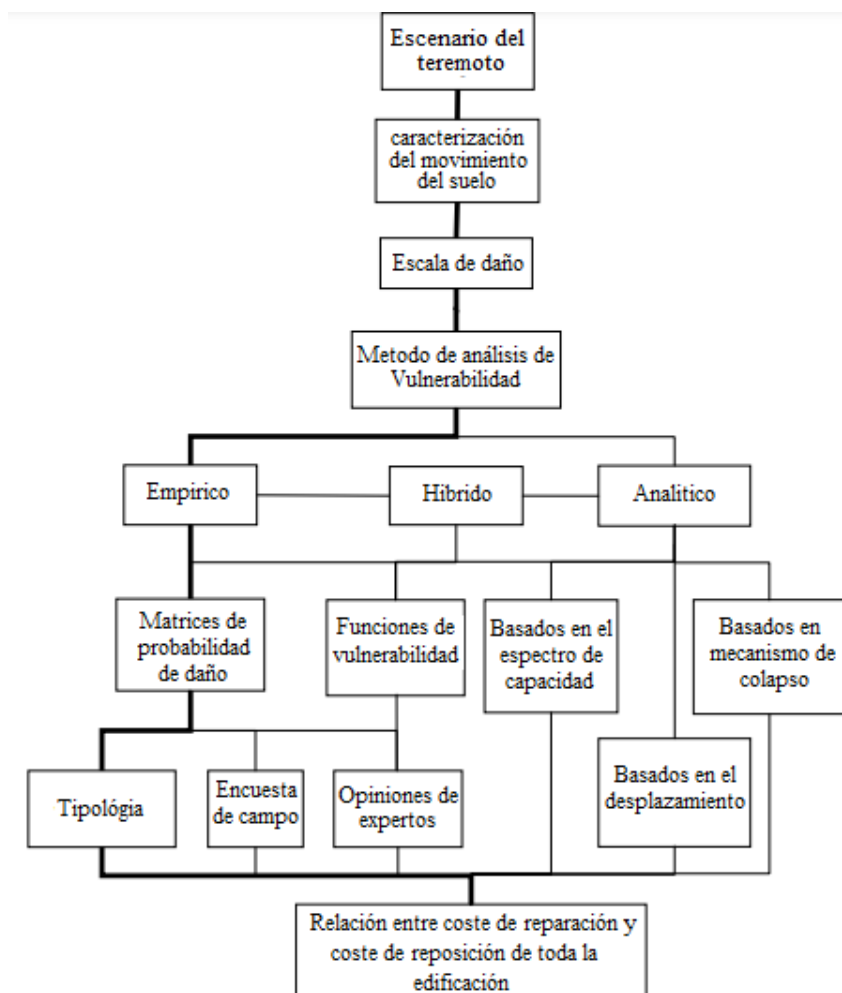 Escenario del
teremoto
caracterización
del movimiento
del suelo
Escala de daño
Metodo de análisis de
Vulnerabilidad
Empírico
Hibrido
Analitico
Matrices de
probabilidad
de daño
Funciones de
vulnerabilidad
Basados en el
espectro de
capacidad
Basados en
mecanismo de
colapso
Tipológia
Encuesta
de campo
Opiniones de
expertos
Basados en el
desplazamiento
Relación entre coste de reparación y
coste de reposición de toda la
edificación